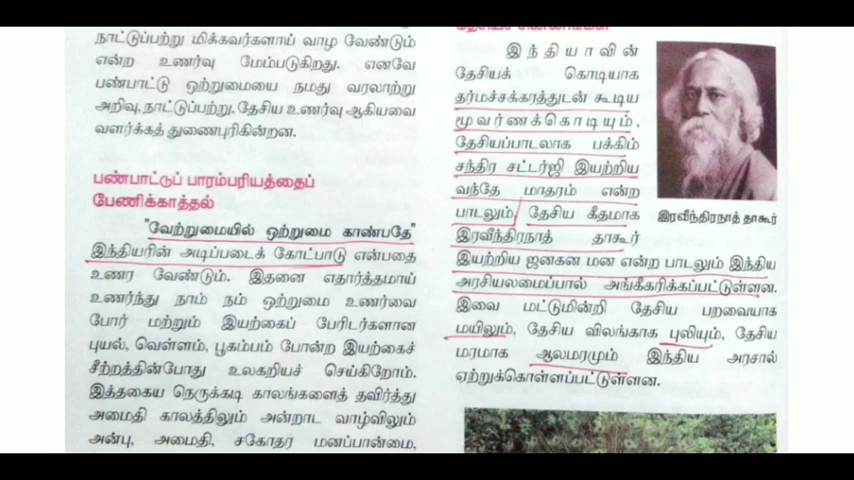 நாட்டுப்பற்று மிக்கவர்களாய் வாழ வேண்டும்
என்ற உணர்வு மேம்படுகிறது. எனவே
பண்பாட்டு ஒற்றுமையை நமது வரலாற்று
அறிவு, நாட்டுப்பற்று, தேசிய உணர்வு ஆகியவை
வளர்க்கத் துணைபுரிகின்றன.
பண்பாட்டுப் பாரம்பரியத்தைப்
பேணிக்காத்தல்
"வேற்றுமையில் ஒற்றுமை காண்பதே"
இந்தியரின் அடிப்படைக் கோட்பாடு என்பதை
உணர வேண்டும். இதனை எதார்த்தமாய்
உணர்ந்து நாம் நம் ஒற்றுமை உணர்வை
போர் மற்றும் இயற்கைப் பேரிடர்களான
புயல், வெள்ளம், பூகம்பம் போன்ற இயற்கைச்
சீற்றத்தின்போது உலகறியச் செய்கிறோம்.
இத்தகைய நெருக்கடி காலங்களைத் தவிர்த்து
அமைதி காலத்திலும் அன்றாட வாழ்விலும்
அன்பு, அமைதி, சகோதர மனப்பான்மை,
இந்தியாவின்
தேசியக் கொடியாக
தர்மச்சக்கரத்துடன் கூடிய
மூவர்ணக்கொடியும்,
தேசியப்பாடலாக பக்கிம்
சந்திர சட்டர்ஜி இயற்றிய
வந்தே மாதரம் என்ற
பாடலும், தேசிய கீதமாக
இரவீந்திரநாத் தாகூர்
இயற்றிய ஜனகன மன என்ற பாடலும் இந்திய
அரசியலமைப்பால் அங்கீகரிக்கப்பட்டுள்ளன.
இவை மட்டுமின்றி தேசிய பறவையாக
மயிலும், தேசிய விலங்காக புலியும், தேசிய
மரமாக ஆலமரமும் இந்திய அரசால்
ஏற்றுக்கொள்ளப்பட்டுள்ளன.
இரவீந்திரநாத் தாகூர்